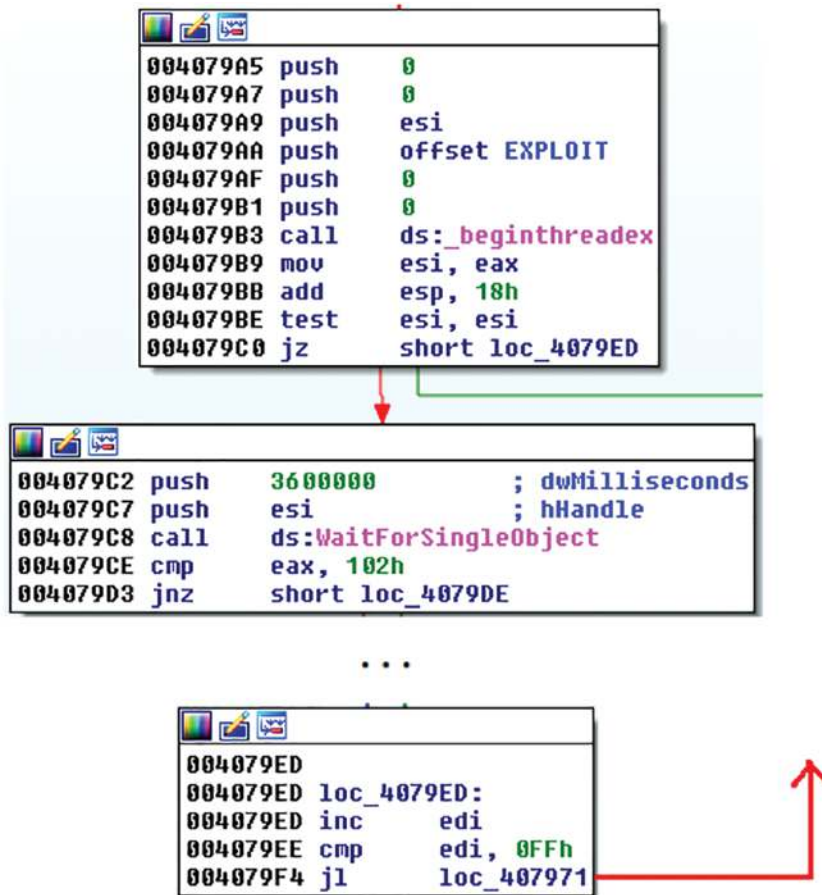 004079A5 push 0
004079A7 push 0
004079A9 push esi
004079AA push offset EXPLOIT
004079AF push 0
004079B1 push 0
004079B3 call ds:_beginthreadex
004079B9 mov esi, eax
004079BB add esp, 18h
004079BE test esi, esi
004079C0 jz short loc_4079ED
004079C2 push 3600000 ; dwMilliseconds
004079C7 push esi ; hHandle
004079C8 call ds:WaitForSingleObject
004079CE cmp eax, 102h
004079D3 jnz short loc_4079DE
...
004079ED
004079ED loc_4079ED:
004079ED inc edi
004079EE cmp edi, 0FFh
004079F4 jl loc_407971